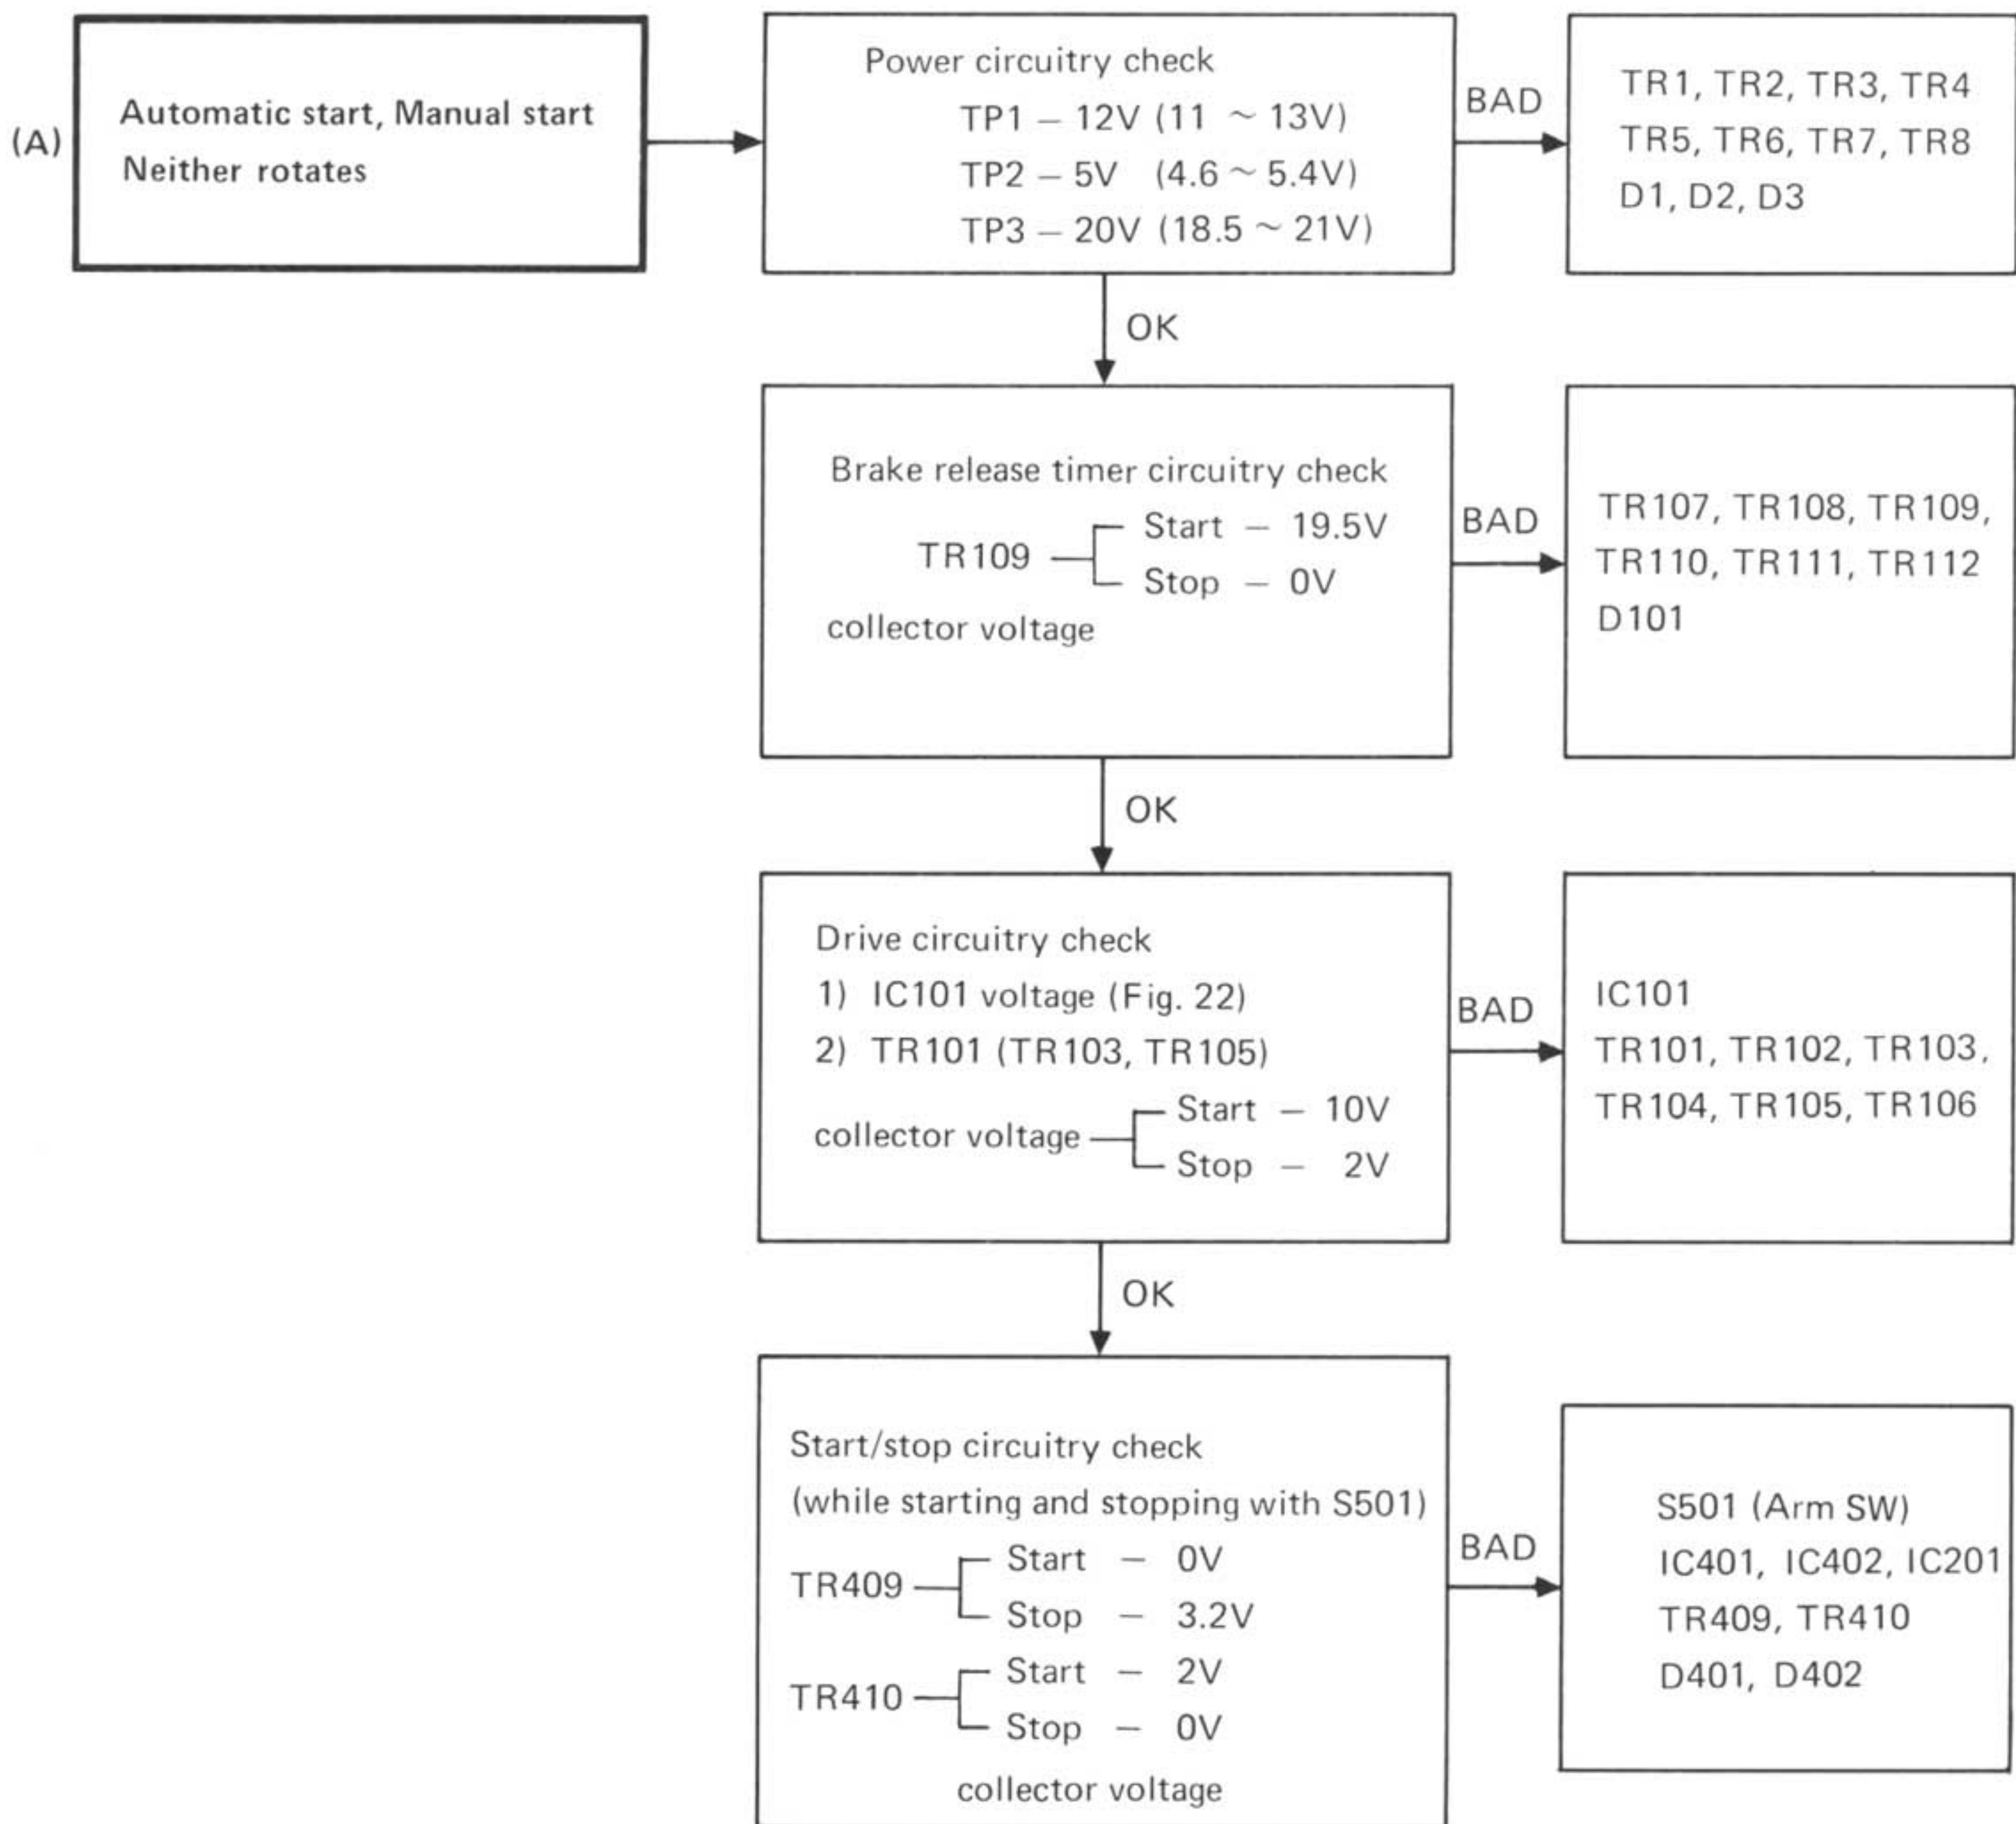 (A)
Automatic start, Manual start
Neither rotates
Power circuitry check
TP1 – 12V (11 ~ 13V)
TP2 – 5V (4.6 ~ 5.4V)
TP3 – 20V (18.5 ~ 21V)
BAD
TR1, TR2, TR3, TR4
TR5, TR6, TR7, TR8
D1, D2, D3
OK
Brake release timer circuitry check
Start – 19.5V
TR109
Stop – 0V
collector voltage
BAD
TR107, TR108, TR109,
TR110, TR111, TR112
D101
OK
Drive circuitry check
1) IC101 voltage (Fig. 22)
2) TR101 (TR103, TR105)
Start – 10V
collector voltage
Stop – 2V
BAD
IC101
TR101, TR102, TR103,
TR104, TR105, TR106
OK
Start/stop circuitry check
(while starting and stopping with S501)
Start – 0V
TR409
Stop – 3.2V
Start – 2V
TR410
Stop – 0V
collector voltage
BAD
S501 (Arm SW)
IC401, IC402, IC201
TR409, TR410
D401, D402